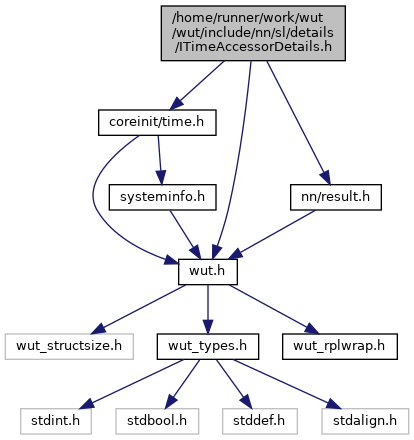 /home/runner/work/wut
/wut/include/nn/sl/details
/ITimeAccessorDetails.h
coreinit/time.h
systeminfo.h
nn/result.h
wut.h
wut_structsize.h
wut_types.h
wut_rplwrap.h
stdint.h
stdbool.h
stddef.h
stdalign.h